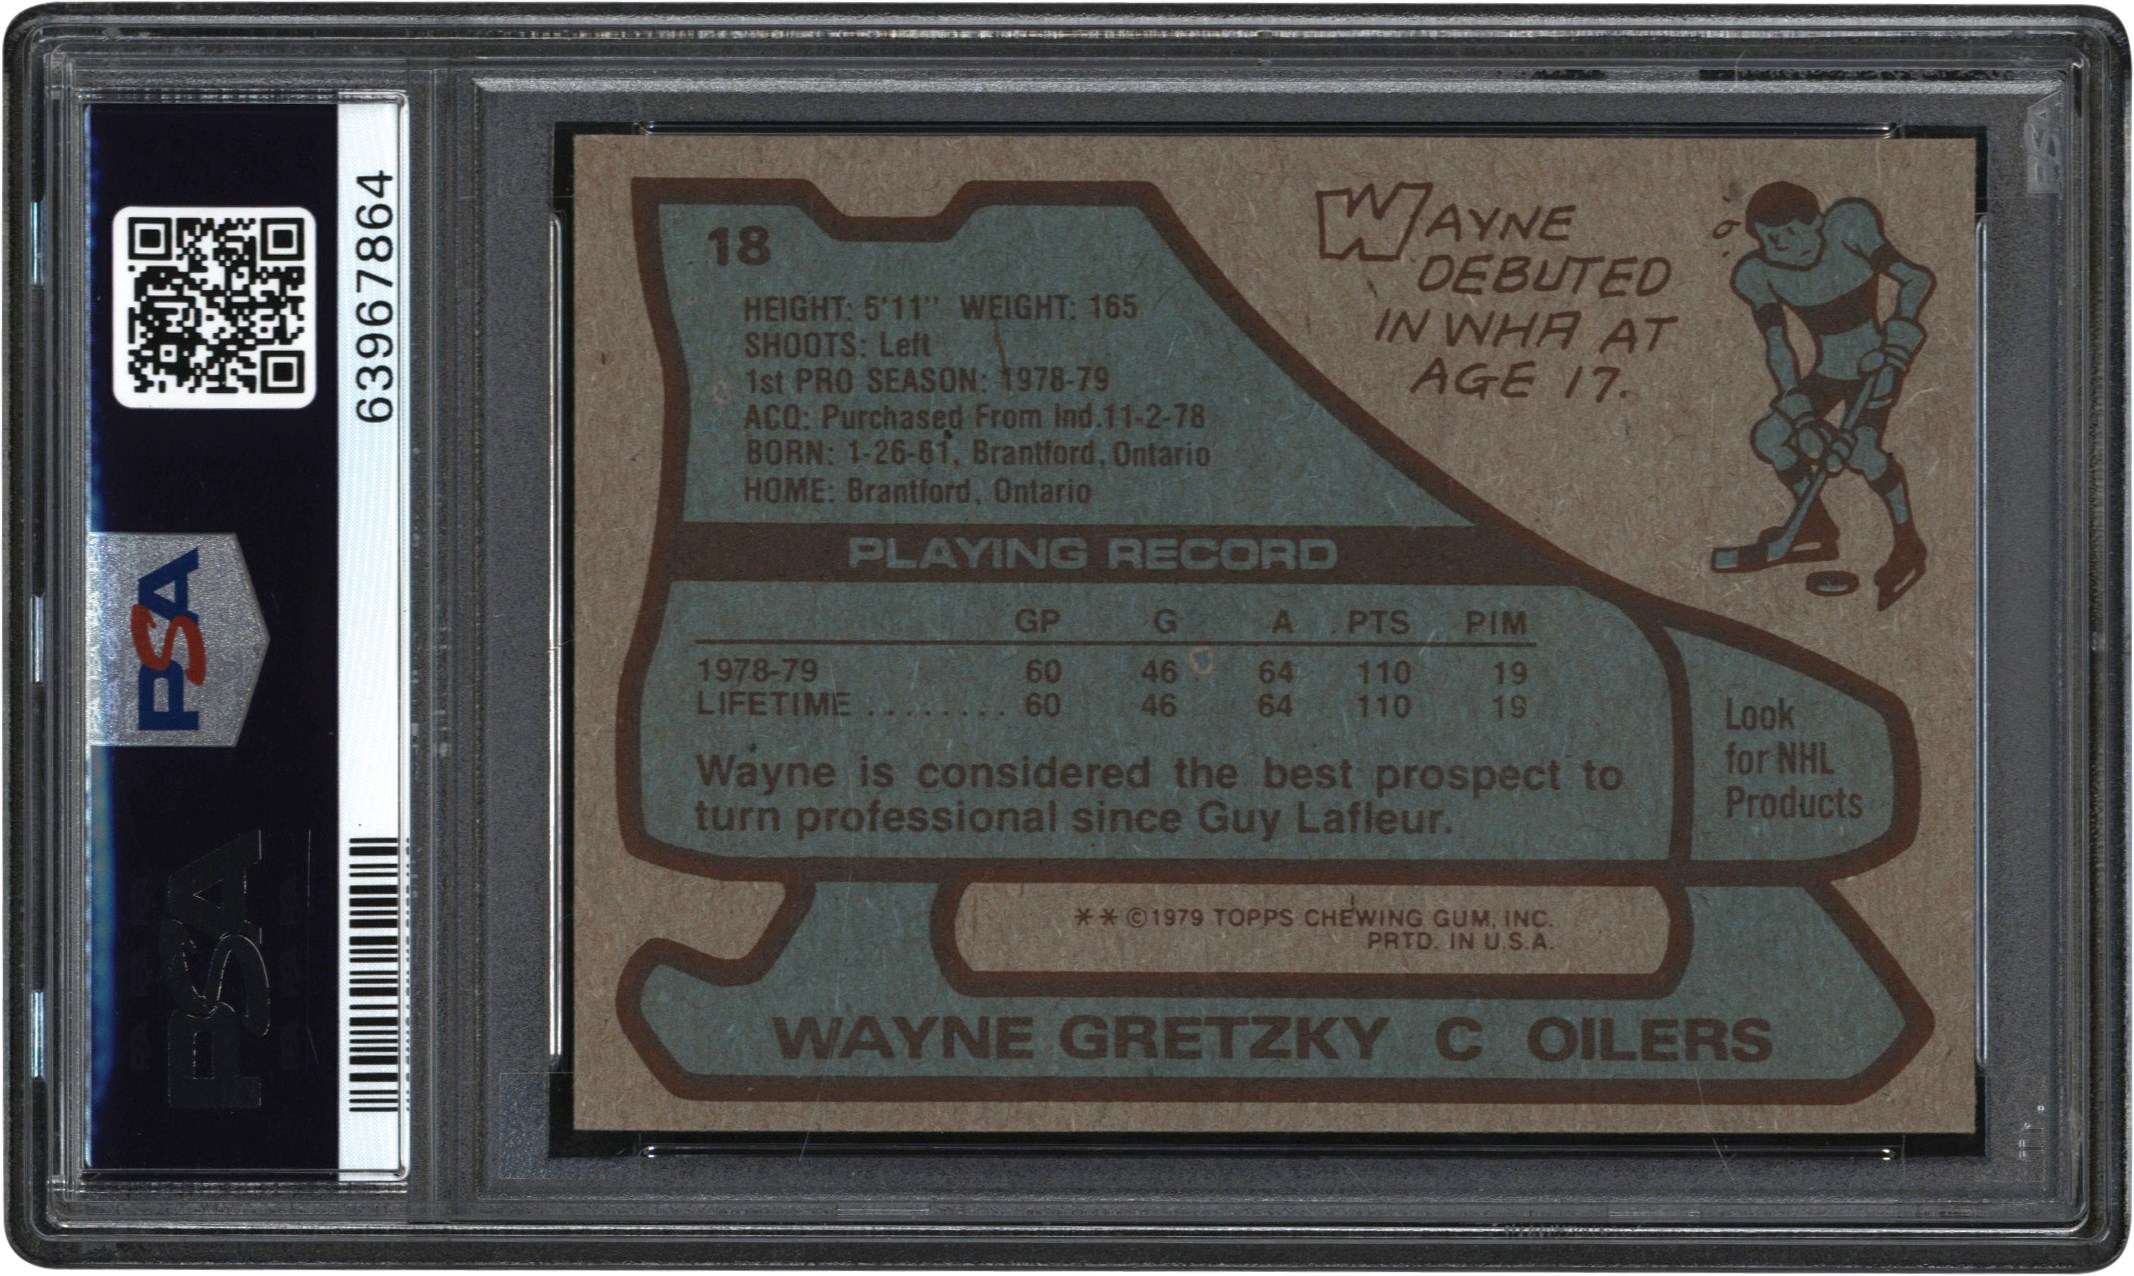 63967864
PSA
PSA
PSA
18
HEIGHT: 5'11" WEIGHT: 165
SHOOTS: Left
1st PRO SEASON: 1978-79
ACQ: Purchased From Ind.11-2-78
BORN: 1-26-61, Brantford, Ontario
HOME: Brantford, Ontario
WAYNE
DEBUTED
IN WHA AT
AGE 17.
PLAYING RECORD
GP G A PTS PIM
1978-79 60 46 64 110 19
LIFETIME ........ 60 46 64 110 19
Wayne is considered the best prospect to
turn professional since Guy Lafleur.
Look
for NHL
Products
** ©1979 TOPPS CHEWING GUM, INC.
PRTD. IN U.S.A.
WAYNE GRETZKY C OILERS